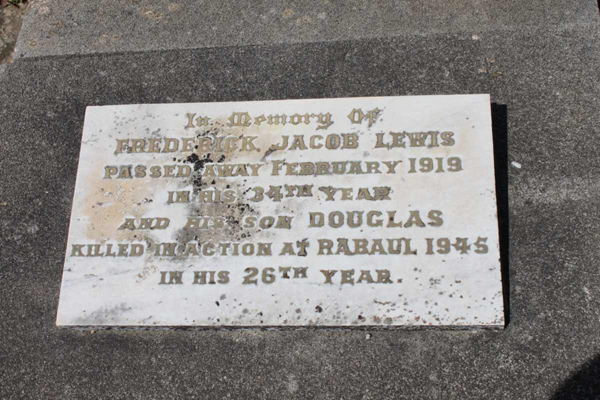 In Memory Of
FREDERICK JACOB LEWIS
PASSED AWAY FEBRUARY 1919
IN HIS 34TH YEAR
AND HIS SON DOUGLAS
KILLED IN ACTION AT RABAUL 1945
IN HIS 26TH YEAR.